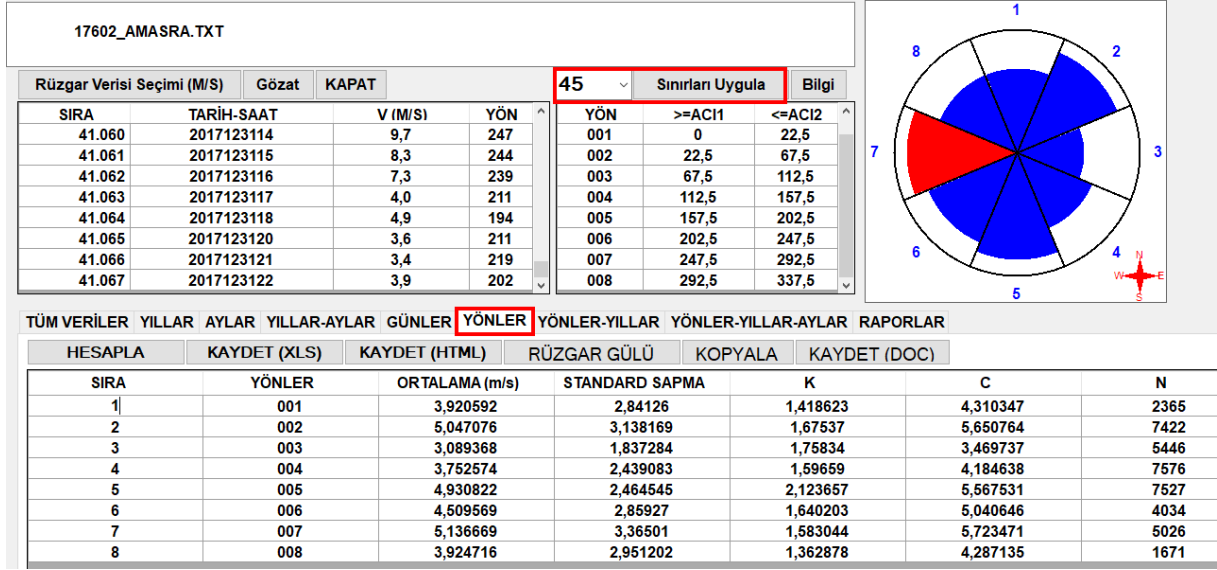 17602_AMASRA.TXT
Rüzgar Verisi Seçimi (M/S) Gözat KAPAT
SIRA TARİH-SAAT V (M/S) YÖN
41.060 2017123114 9,7 247
41.061 2017123115 8,3 244
41.062 2017123116 7,3 239
41.063 2017123117 4,0 211
41.064 2017123118 4,9 194
41.065 2017123120 3,6 211
41.066 2017123121 3,4 219
41.067 2017123122 3,9 202
45 Sınırları Uygula Bilgi
YÖN >=ACI1 <=ACI2
001 0 22,5
002 22,5 67,5
003 67,5 112,5
004 112,5 157,5
005 157,5 202,5
006 202,5 247,5
007 247,5 292,5
008 292,5 337,5
1
8 2
7 3
6 4
5
N
W E
S
TÜM VERİLER YILLAR AYLAR YILLAR-AYLAR GÜNLER YÖNLER YÖNLER-YILLAR YÖNLER-YILLAR-AYLAR RAPORLAR
HESAPLA KAYDET (XLS) KAYDET (HTML) RÜZGAR GÜLÜ KOPYALA KAYDET (DOC)
SIRA YÖNLER ORTALAMA (m/s) STANDARD SAPMA K C N
1 001 3,920592 2,84126 1,418623 4,310347 2365
2 002 5,047076 3,138169 1,67537 5,650764 7422
3 003 3,089368 1,837284 1,75834 3,469737 5446
4 004 3,752574 2,439083 1,59659 4,184638 7576
5 005 4,930822 2,464545 2,123657 5,567531 7527
6 006 4,509569 2,85927 1,640203 5,040646 4034
7 007 5,136669 3,36501 1,583044 5,723471 5026
8 008 3,924716 2,951202 1,362878 4,287135 1671